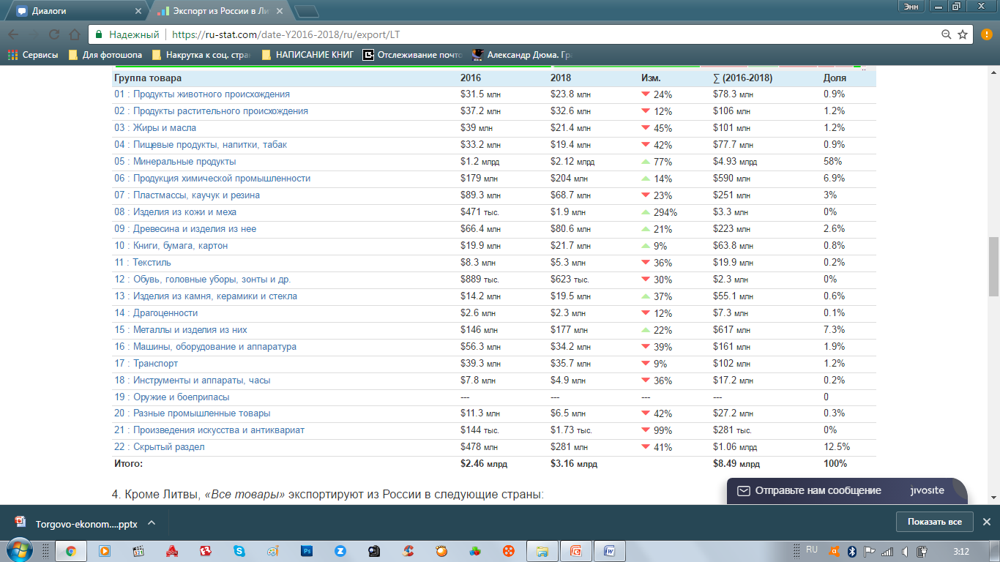 Диалоги
Экспорт из России в Ли
Энн
Надежный https://ru-stat.com/date-Y2016-2018/ru/export/LT
Сервисы Для фотошопа Накрутка к соц. стра НАПИСАНИЕ КНИГ Отслеживание почто Александр Дюма. Гра
Группа товара 2016 2018 Изм. ∑ (2016-2018) Доля
01 : Продукты животного происхождения $31.5 млн $23.8 млн 24% $78.3 млн 0.9%
02 : Продукты растительного происхождения $37.2 млн $32.6 млн 12% $106 млн 1.2%
03 : Жиры и масла $39 млн $21.4 млн 45% $101 млн 1.2%
04 : Пищевые продукты, напитки, табак $33.2 млн $19.4 млн 42% $77.7 млн 0.9%
05 : Минеральные продукты $1.2 млрд $2.12 млрд 77% $4.93 млрд 58%
06 : Продукция химической промышленности $179 млн $204 млн 14% $590 млн 6.9%
07 : Пластмассы, каучук и резина $89.3 млн $68.7 млн 23% $251 млн 3%
08 : Изделия из кожи и меха $471 тыс. $1.9 млн 294% $3.3 млн 0%
09 : Древесина и изделия из нее $66.4 млн $80.6 млн 21% $223 млн 2.6%
10 : Книги, бумага, картон $19.9 млн $21.7 млн 9% $63.8 млн 0.8%
11 : Текстиль $8.3 млн $5.3 млн 36% $19.9 млн 0.2%
12 : Обувь, головные уборы, зонты и др. $889 тыс. $623 тыс. 30% $2.3 млн 0%
13 : Изделия из камня, керамики и стекла $14.2 млн $19.5 млн 37% $55.1 млн 0.6%
14 : Драгоценности $2.6 млн $2.3 млн 12% $7.3 млн 0.1%
15 : Металлы и изделия из них $146 млн $177 млн 22% $617 млн 7.3%
16 : Машины, оборудование и аппаратура $56.3 млн $34.2 млн 39% $161 млн 1.9%
17 : Транспорт $39.3 млн $35.7 млн 9% $102 млн 1.2%
18 : Инструменты и аппараты, часы $7.8 млн $4.9 млн 36% $17.2 млн 0.2%
19 : Оружие и боеприпасы --- --- --- --- 0
20 : Разные промышленные товары $11.3 млн $6.5 млн 42% $27.2 млн 0.3%
21 : Произведения искусства и антиквариат $144 тыс. $1.73 тыс. 99% $281 тыс. 0%
22 : Скрытый раздел $478 млн $281 млн 41% $1.06 млрд 12.5%
Итого: $2.46 млрд $3.16 млрд $8.49 млрд 100%
4. Кроме Литвы, «Все товары» экспортируют из России в следующие страны:
Отправьте нам сообщение jivosite
Torgovo-ekonom....pptx
Показать все
RU
3:12